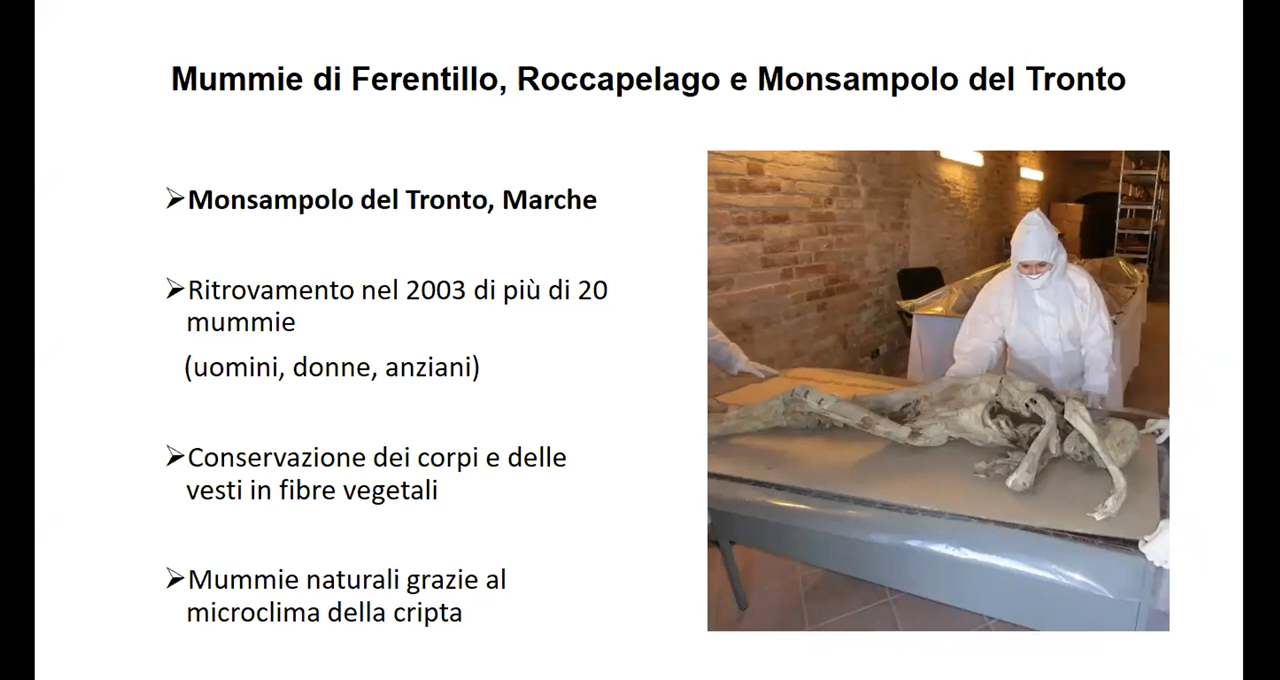 Mummie di Ferentillo, Roccapelago e Monsampolo del Tronto
➢Monsampolo del Tronto, Marche
➢Ritrovamento nel 2003 di più di 20
mummie
(uomini, donne, anziani)
➢Conservazione dei corpi e delle
vesti in fibre vegetali
➢Mummie naturali grazie al
microclima della cripta